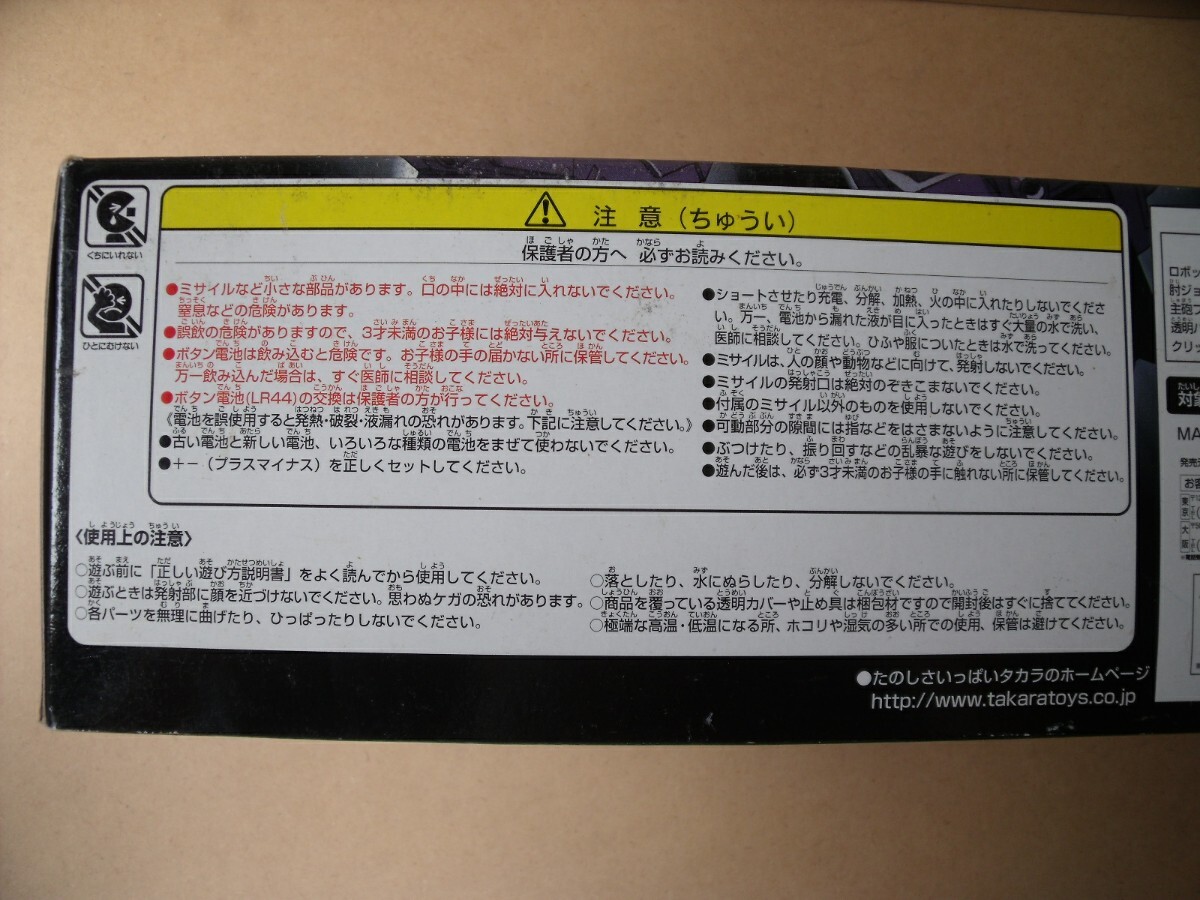 くちにいれない
ひとにむけない
注意(ちゅうい)
保護者の方へ 必ずお読みください。
●ミサイルなど小さな部品があります。口の中には絶対に入れないでください。
窒息などの危険があります。
●誤飲の危険がありますので、3才未満のお子様には絶対与えないでください。
●ボタン電池は飲み込むと危険です。お子様の手の届かない所に保管してください。
万一飲み込んだ場合は、すぐ医師に相談してください。
●ボタン電池(LR44)の交換は保護者の方が行ってください。
《電池を誤使用すると発熱・破裂・液漏れの恐れがあります。下記に注意してください。》
●古い電池と新しい電池、いろいろな種類の電池をまぜて使わないでください。
●+−(プラスマイナス)を正しくセットしてください。
●ショートさせたり充電、分解、加熱、火の中に入れたりしないでくださ
い。万一、電池から漏れた液が目に入ったときはすぐ大量の水で洗い、
医師に相談してください。ひふや服についたときは水で洗ってください。
●ミサイルは、人の顔や動物などに向けて、発射しないでください。
●ミサイルの発射口は絶対のぞきこまないでください。
●付属のミサイル以外のものを使用しないでください。
●可動部分の隙間には指などをはさまないように注意してください。
●ぶつけたり、振り回すなどの乱暴な遊びをしないでください。
●遊んだ後は、必ず3才未満のお子様の手に触れない所に保管してください。
〈使用上の注意〉
○遊ぶ前に「正しい遊び方説明書」をよく読んでから使用してください。
○遊ぶときは発射部に顔を近づけないでください。思わぬケガの恐れがあります。
○各パーツを無理に曲げたり、ひっぱったりしないでください。
○落としたり、水にぬらしたり、分解しないでください。
○商品を覆っている透明カバーや止め具は梱包材ですので開封後はすぐに捨ててください。
○極端な高温・低温になる所、ホコリや湿気の多い所での使用、保管は避けてください。
●たのしさいっぱいタカラのホームページ
http://www.takaratoys.co.jp
ロボッ
肘ジョ
主砲
透明
クリッ
対象
MA
発売
お客
東京
大阪